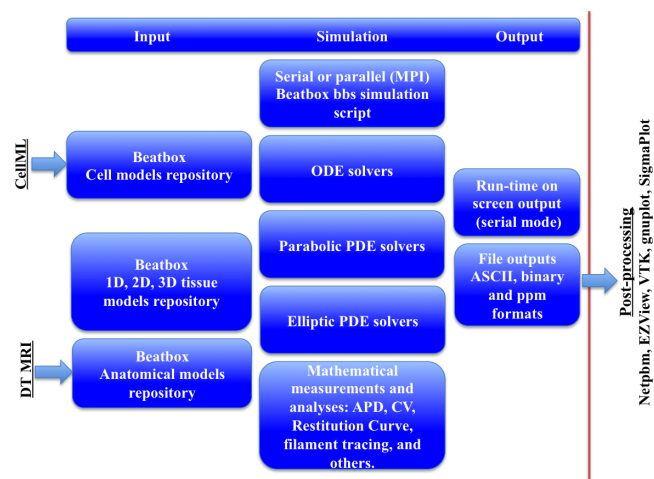 Input
Simulation
Output
Serial or parallel (MPI)
Beatbox bbs simulation
script
CellML
Beatbox
Cell models repository
ODE solvers
Run-time on
screen output
(serial mode)
Beatbox
1D, 2D, 3D tissue
models repository
Parabolic PDE solvers
File outputs
ASCII, binary
and ppm
formats
Elliptic PDE solvers
DT MRI
Beatbox
Anatomical models
repository
Mathematical
measurements and
analyses: APD, CV,
Restitution Curve,
filament tracing, and
others.
Post-processing
Netpbm, EZView, VTK, gnuplot, SigmaPlot